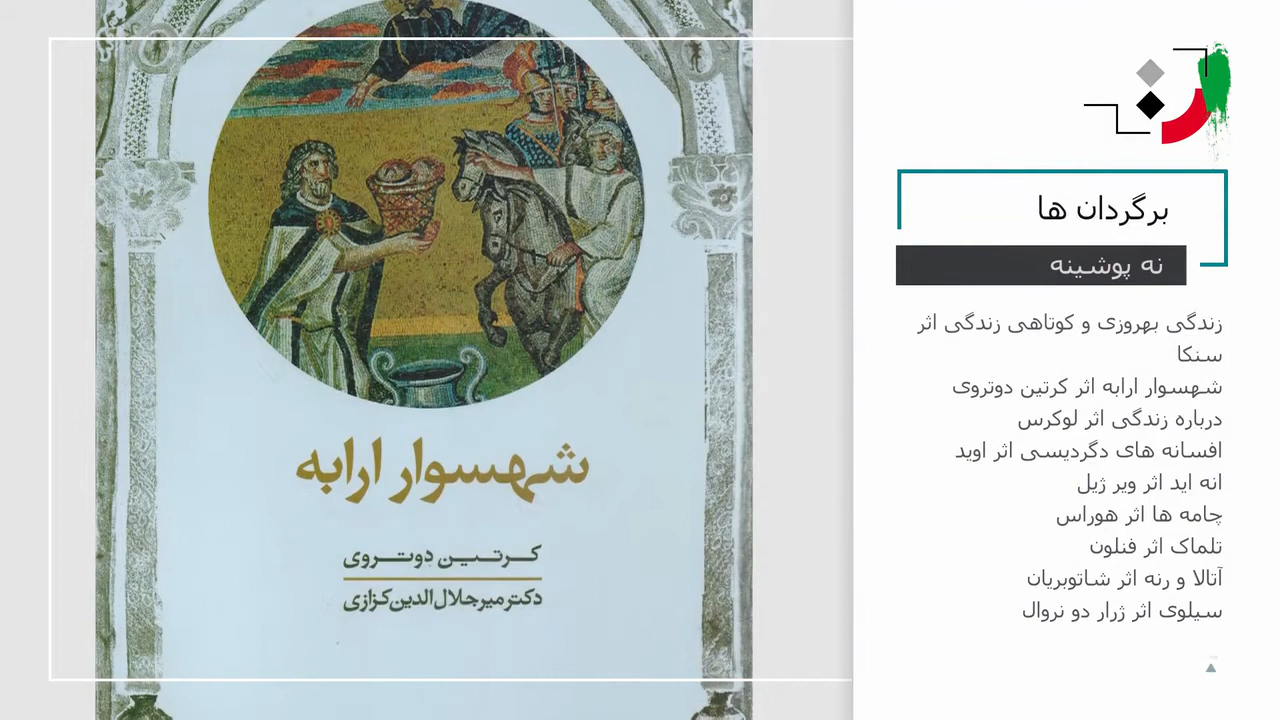 برگردان ها
نه پوشینه
زندگی بهروزی و کوتاهی زندگی اثر
سنکا
شهسوار ارابه اثر کرتین دوتروی
درباره زندگی اثر لوکرس
افسانه های دگردیسی اثر اوید
انه اید اثر ویر ژیل
چامه ها اثر هوراس
تلماک اثر فنلون
آتالا و رنه اثر شاتوبریان
سیلوی اثر ژرار دو نروال
شهسوار ارابه
کرتین دوتروی
دکتر میرجلال‌الدین کزازی